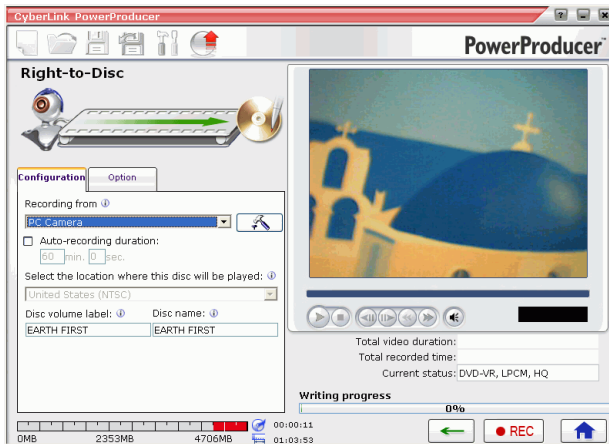 CyberLink PowerProducer
PowerProducer™
Right-to-Disc
Configuration
Option
Recording from
PC Camera
Auto-recording duration:
60 min. 0 sec.
Select the location where this disc will be played:
United States (NTSC)
Disc volume label:
Disc name:
EARTH FIRST
EARTH FIRST
Total video duration:
Total recorded time:
Current status: DVD-VR, LPCM, HQ
Writing progress
0%
00:00:11
0MB 2353MB 4706MB 01:03:53
REC